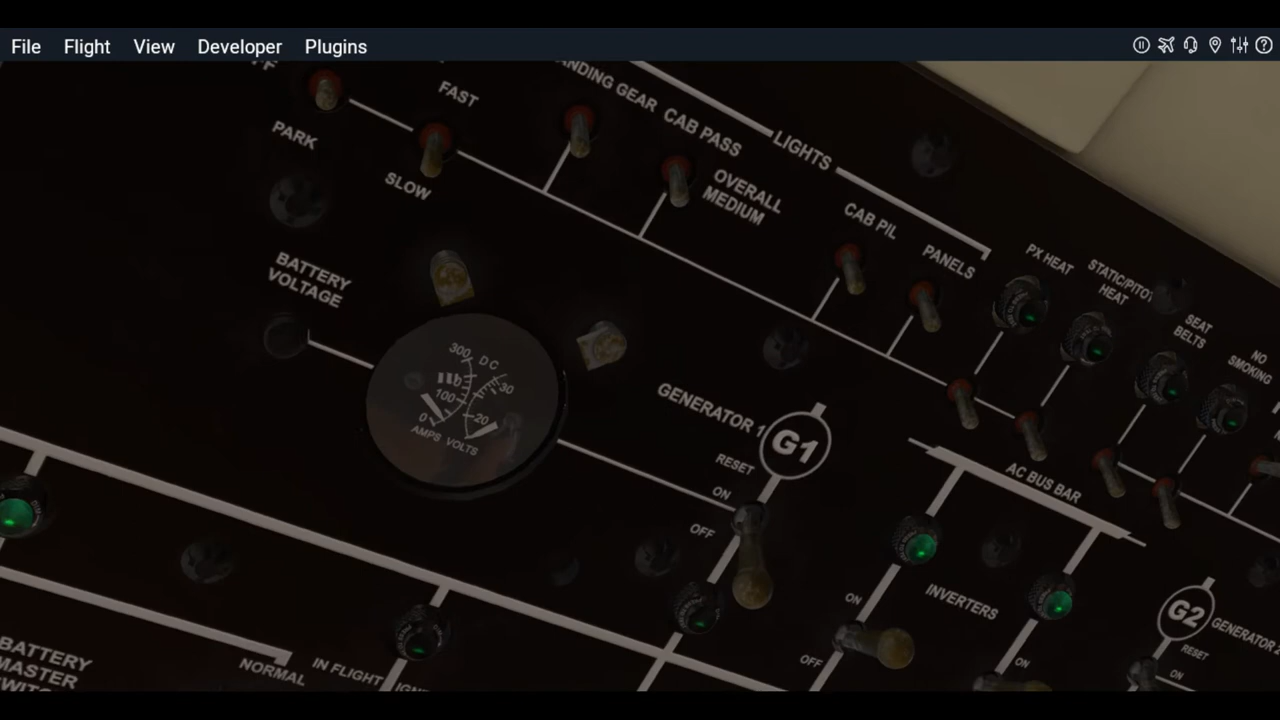 File Flight View Developer Plugins
FAST
PARK
SLOW
ANDING GEAR
CAB PASS
LIGHTS
OVERALL
MEDIUM
CAB PIL
PANELS
PX HEAT
STATIC/PITOT
HEAT
SEAT
BELTS
NO
SMOKING
BATTERY
VOLTAGE
300 DC
30
100
20
0
AMPS VOLTS
GENERATOR 1
G1
RESET
ON
OFF
AC BUS BAR
ON
INVERTERS
OFF
ON
G2
GENERATOR 2
RESET
ON
BATTERY
MASTER
NORMAL
IN FLIGHT